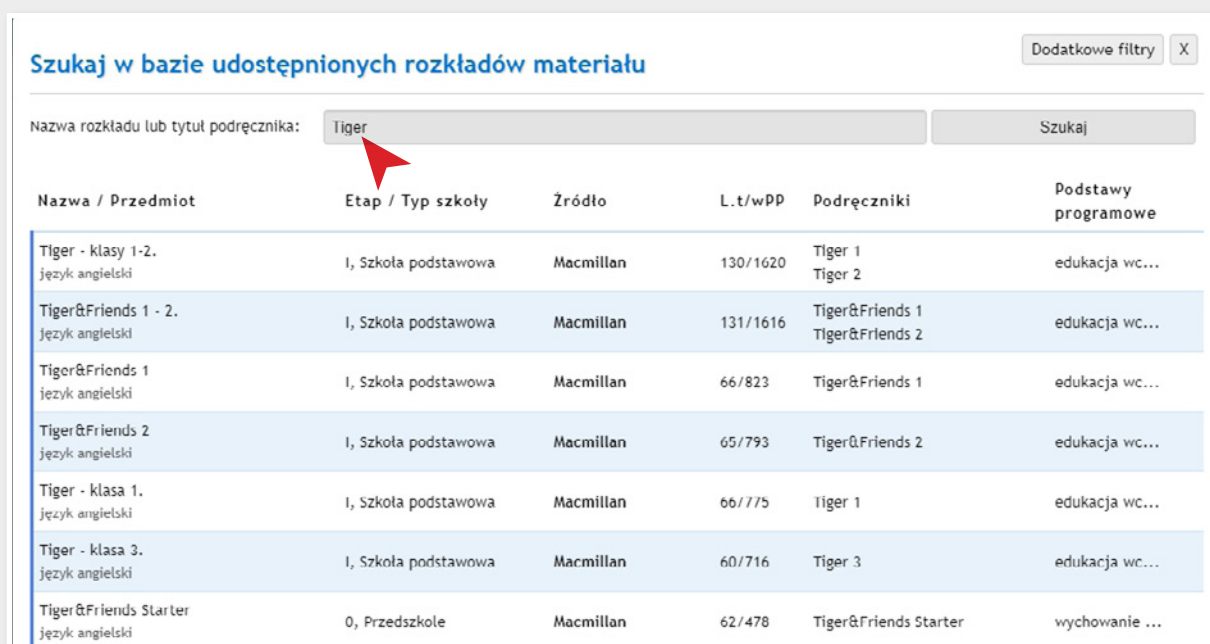 Szukaj w bazie udostępnionych rozkładów materiału
Dodatkowe filtry X
Nazwa rozkładu lub tytuł podręcznika: Tiger Szukaj
Nazwa / Przedmiot Etap / Typ szkoły Źródło L.t/wPP Podręczniki Podstawy programowe
Tiger - klasy 1-2. I, Szkoła podstawowa Macmillan 130/1620 Tiger 1 edukacja wc...
język angielski Tiger 2
Tiger&Friends 1 - 2. I, Szkoła podstawowa Macmillan 131/1616 Tiger&Friends 1 edukacja wc...
język angielski Tiger&Friends 2
Tiger&Friends 1 I, Szkoła podstawowa Macmillan 66/823 Tiger&Friends 1 edukacja wc...
język angielski
Tiger&Friends 2 I, Szkoła podstawowa Macmillan 65/793 Tiger&Friends 2 edukacja wc...
język angielski
Tiger - klasa 1. I, Szkoła podstawowa Macmillan 66/775 Tiger 1 edukacja wc...
język angielski
Tiger - klasa 3. I, Szkoła podstawowa Macmillan 60/716 Tiger 3 edukacja wc...
język angielski
Tiger&Friends Starter 0, Przedszkole Macmillan 62/478 Tiger&Friends Starter wychowanie ...
język angielski